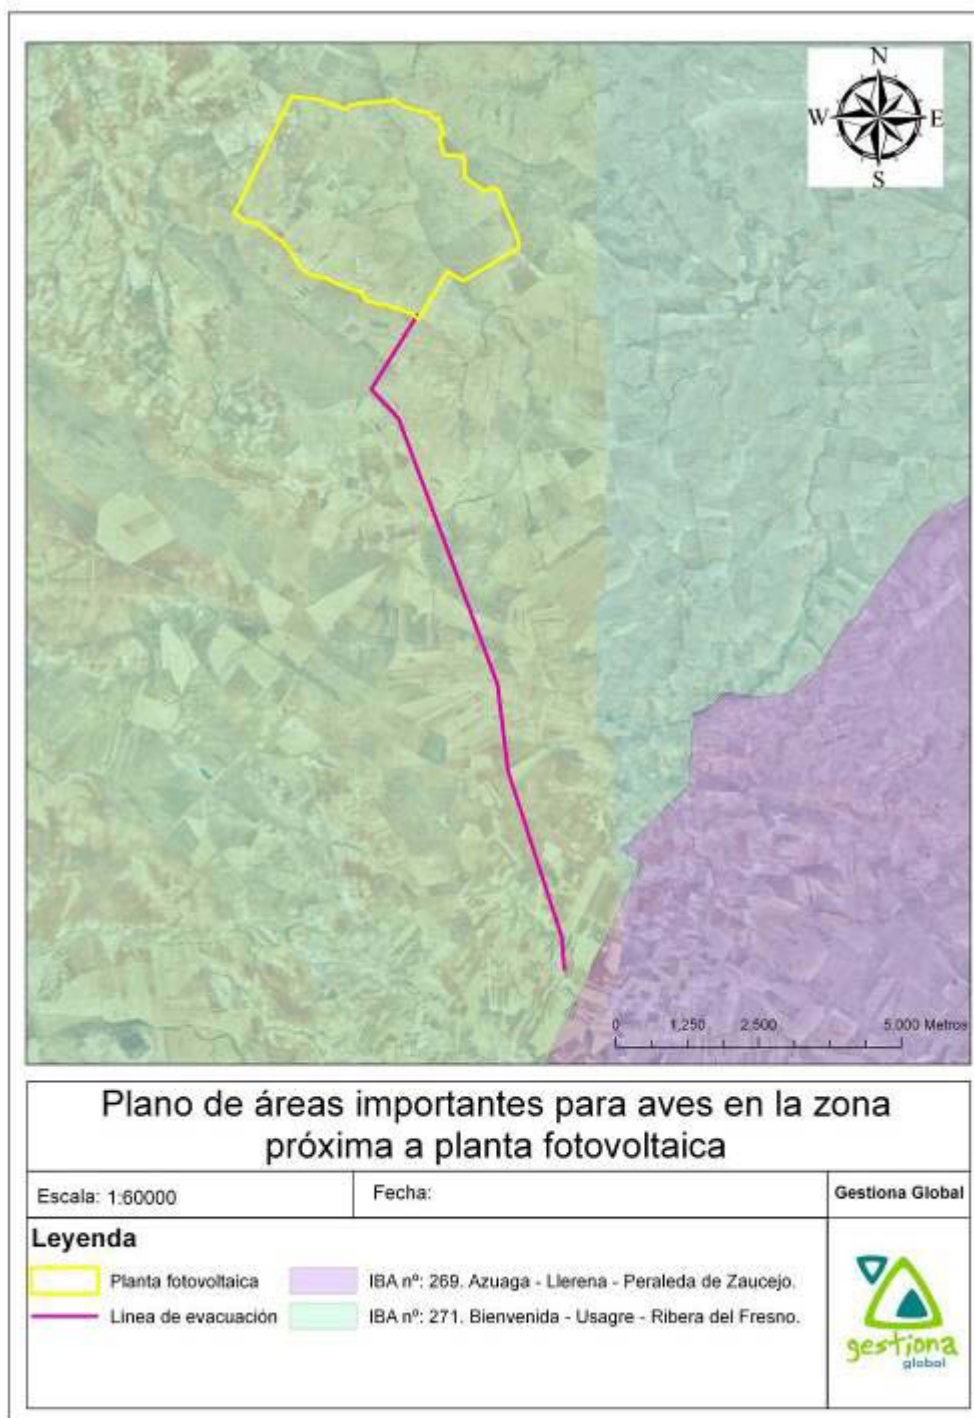 N
W
E
S
0 1,250 2,500 5.000 Metros
Plano de áreas importantes para aves en la zona
próxima a planta fotovoltaica
Escala: 1:60000
Fecha:
Gestiona Global
Leyenda
Planta fotovoltaica
Línea de evacuación
IBA nº: 269. Azuaga - Llerena - Peraleda de Zaucejo.
IBA nº: 271. Bienvenida - Usagre - Ribera del Fresno.
gestiona
global